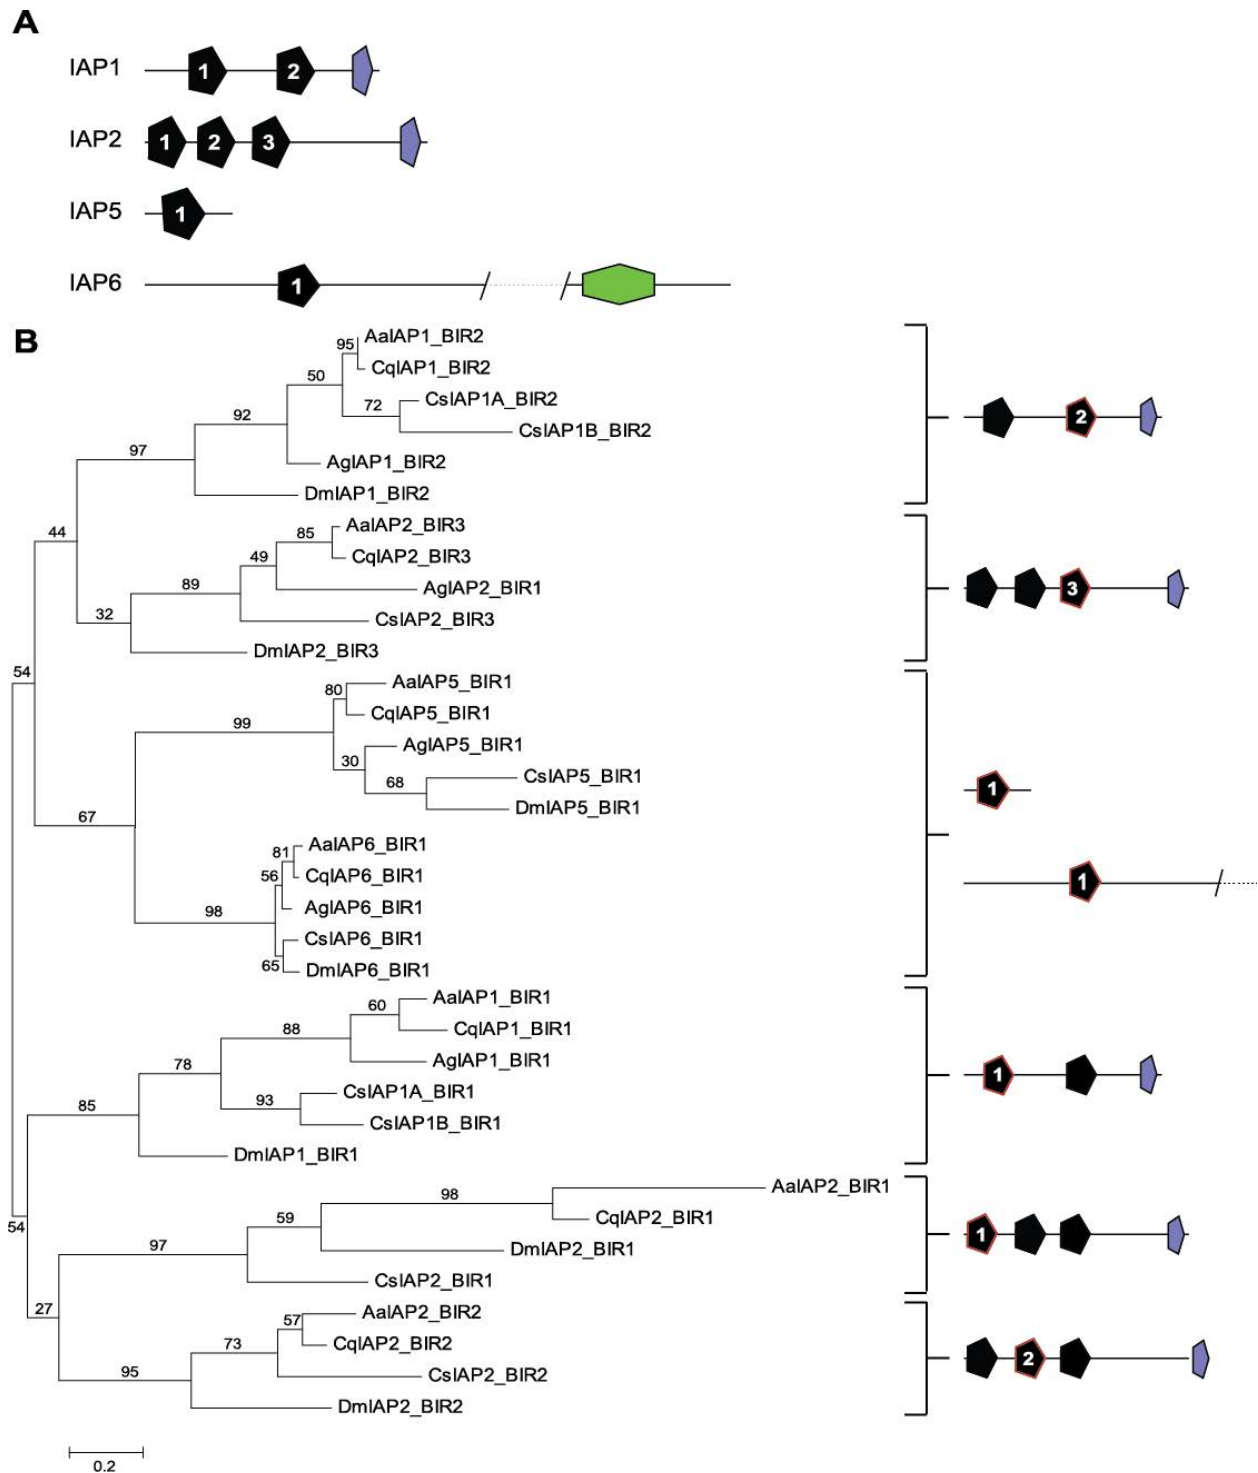 A
IAP1
1
2
IAP2
1
2
3
IAP5
1
IAP6
1
B
AaIAP1_BIR2
95
CqIAP1_BIR2
50
CsIAP1A_BIR2
72
CsIAP1B_BIR2
92
2
AgIAP1_BIR2
97
DmIAP1_BIR2
AaIAP2_BIR3
85
44
CqIAP2_BIR3
49
AgIAP2_BIR1
89
3
32
CsIAP2_BIR3
DmIAP2_BIR3
54
AaIAP5_BIR1
80
CqIAP5_BIR1
99
AgIAP5_BIR1
30
CsIAP5_BIR1
68
1
DmIAP5_BIR1
67
AaIAP6_BIR1
81
CqIAP6_BIR1
56
1
AgIAP6_BIR1
98
CsIAP6_BIR1
65
DmIAP6_BIR1
AaIAP1_BIR1
60
CqIAP1_BIR1
88
AgIAP1_BIR1
78
1
CsIAP1A_BIR1
93
85
CsIAP1B_BIR1
DmIAP1_BIR1
AaIAP2_BIR1
98
CqIAP2_BIR1
54
59
1
DmIAP2_BIR1
97
CsIAP2_BIR1
27
AaIAP2_BIR2
57
CqIAP2_BIR2
73
2
CsIAP2_BIR2
95
DmIAP2_BIR2
0.2